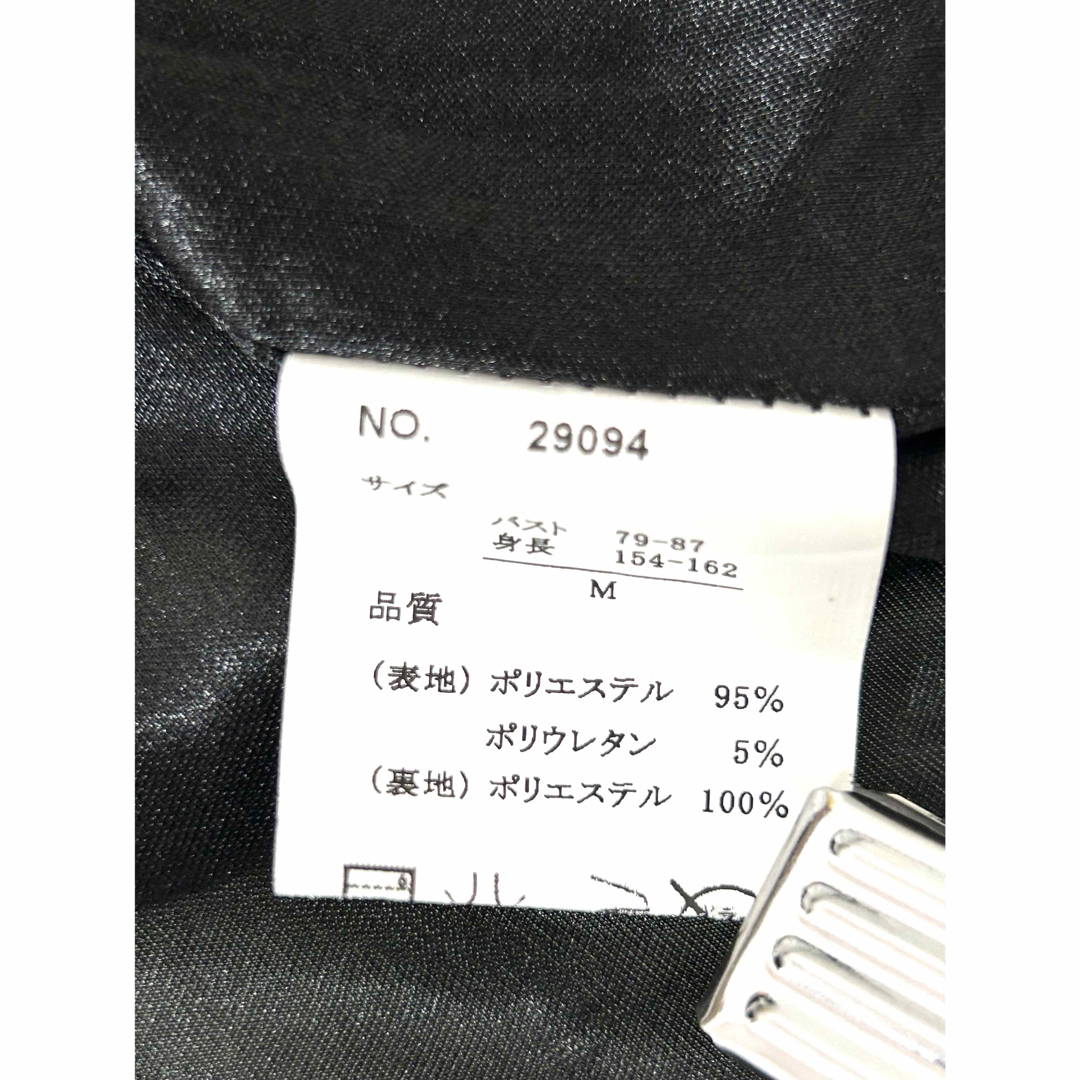 NO. 29094
サイズ
バスト 79-87
身長 154-162
M
品質
（表地）ポリエステル 95%
ポリウレタン 5%
（裏地）ポリエステル 100%